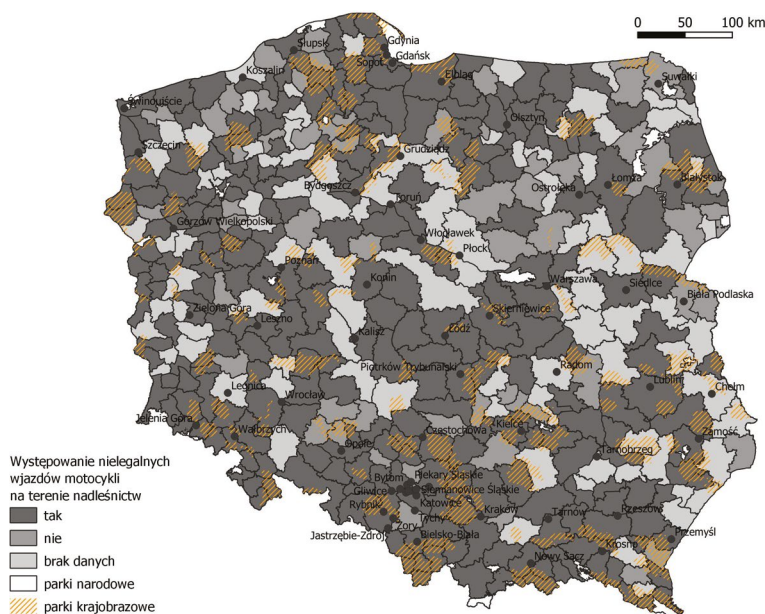 0 50 100 km
Słupsk
Gdynia
Sopot
Gdańsk
Koszalin
Elbląg
Suwałki
Świnoujście
Olsztyn
Szczecin
Grudziądz
Łomża
Białystok
Bydgoszcz
Ostrołęka
Toruń
Gorzów Wielkopolski
Włopławek
Płock
Poznań
Konin
Warszawa
Siedlce
Biała Podlaska
Zielona Góra
Leszno
Skierniewice
Łódź
Kalisz
Piotrków Trybunalski
Radom
Lublin
Legnica
Chełm
Wrocław
Jelenia Góra
Wałbrzych
Częstochowa
Kielce
Zamość
Opole
Tarnobrzeg
Bytom
Piekary Śląskie
Gliwice
Siemianowice Śląskie
Rybnik
Katowice
Tychy
Kraków
Tarnów
Rzeszów
Żory
Jastrzębie-Zdrój
Bielsko-Biała
Przemyśl
Krosno
Nowy Sącz
Występowanie nielegalnych
wjazdów motocykli
na terenie nadleśnictw
tak
nie
brak danych
parki narodowe
parki krajobrazowe